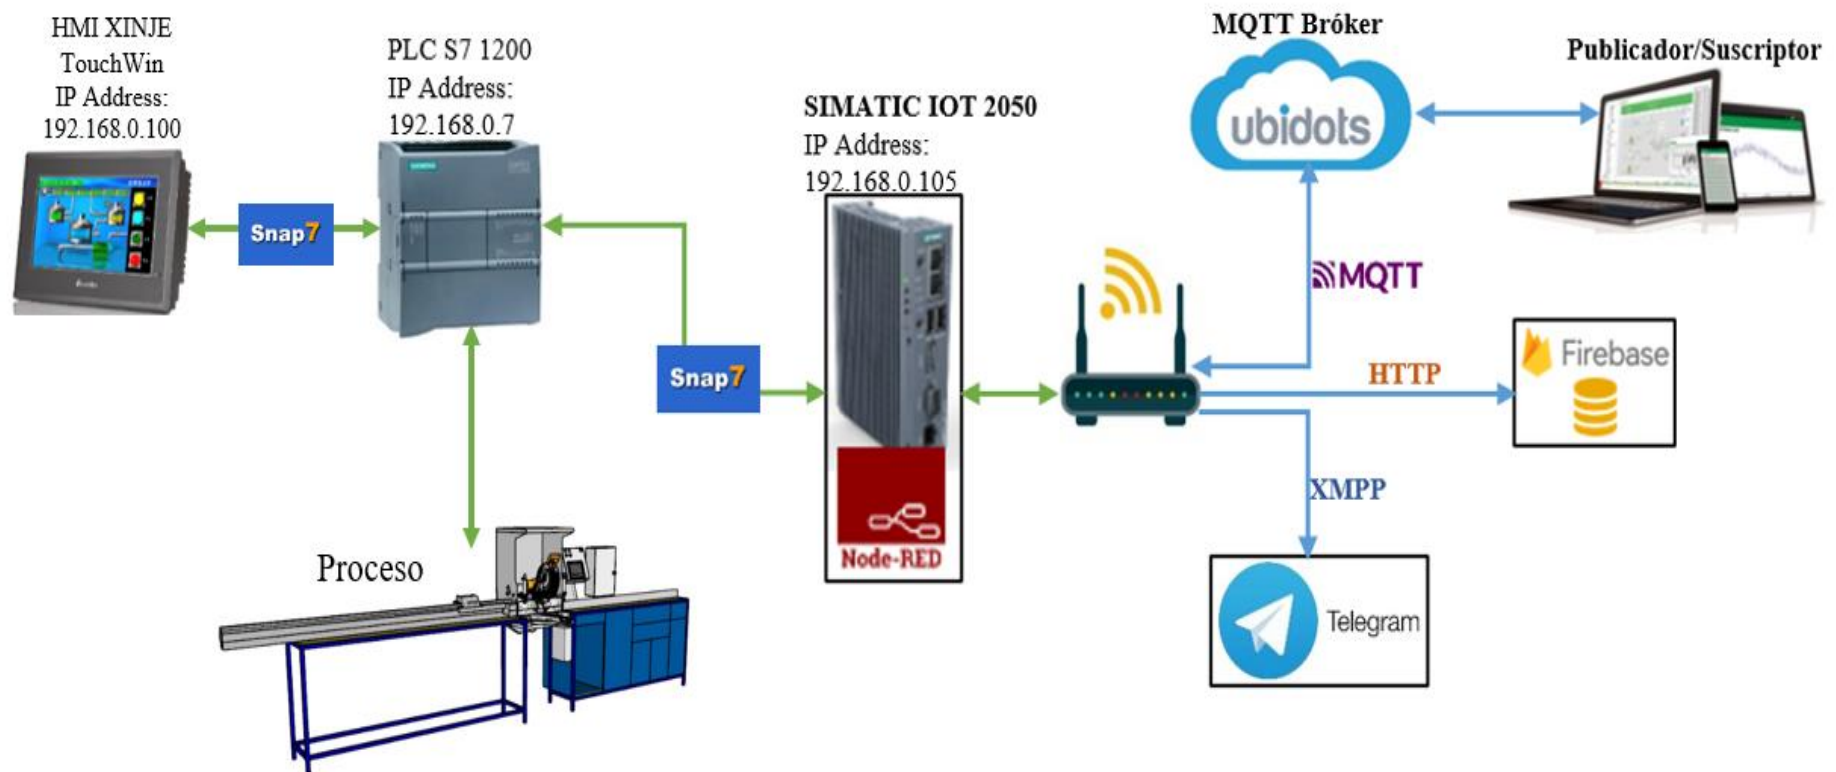 HMI XINJE
TouchWin
IP Address:
192.168.0.100
PLC S7 1200
IP Address:
192.168.0.7
SIMATIC IOT 2050
IP Address:
192.168.0.105
MQTT Bróker
ubidots
Publicador/Suscriptor
Snap7
Snap7
MQTT
HTTP
Firebase
XMPP
Telegram
Node-RED
Proceso
SIEMENS